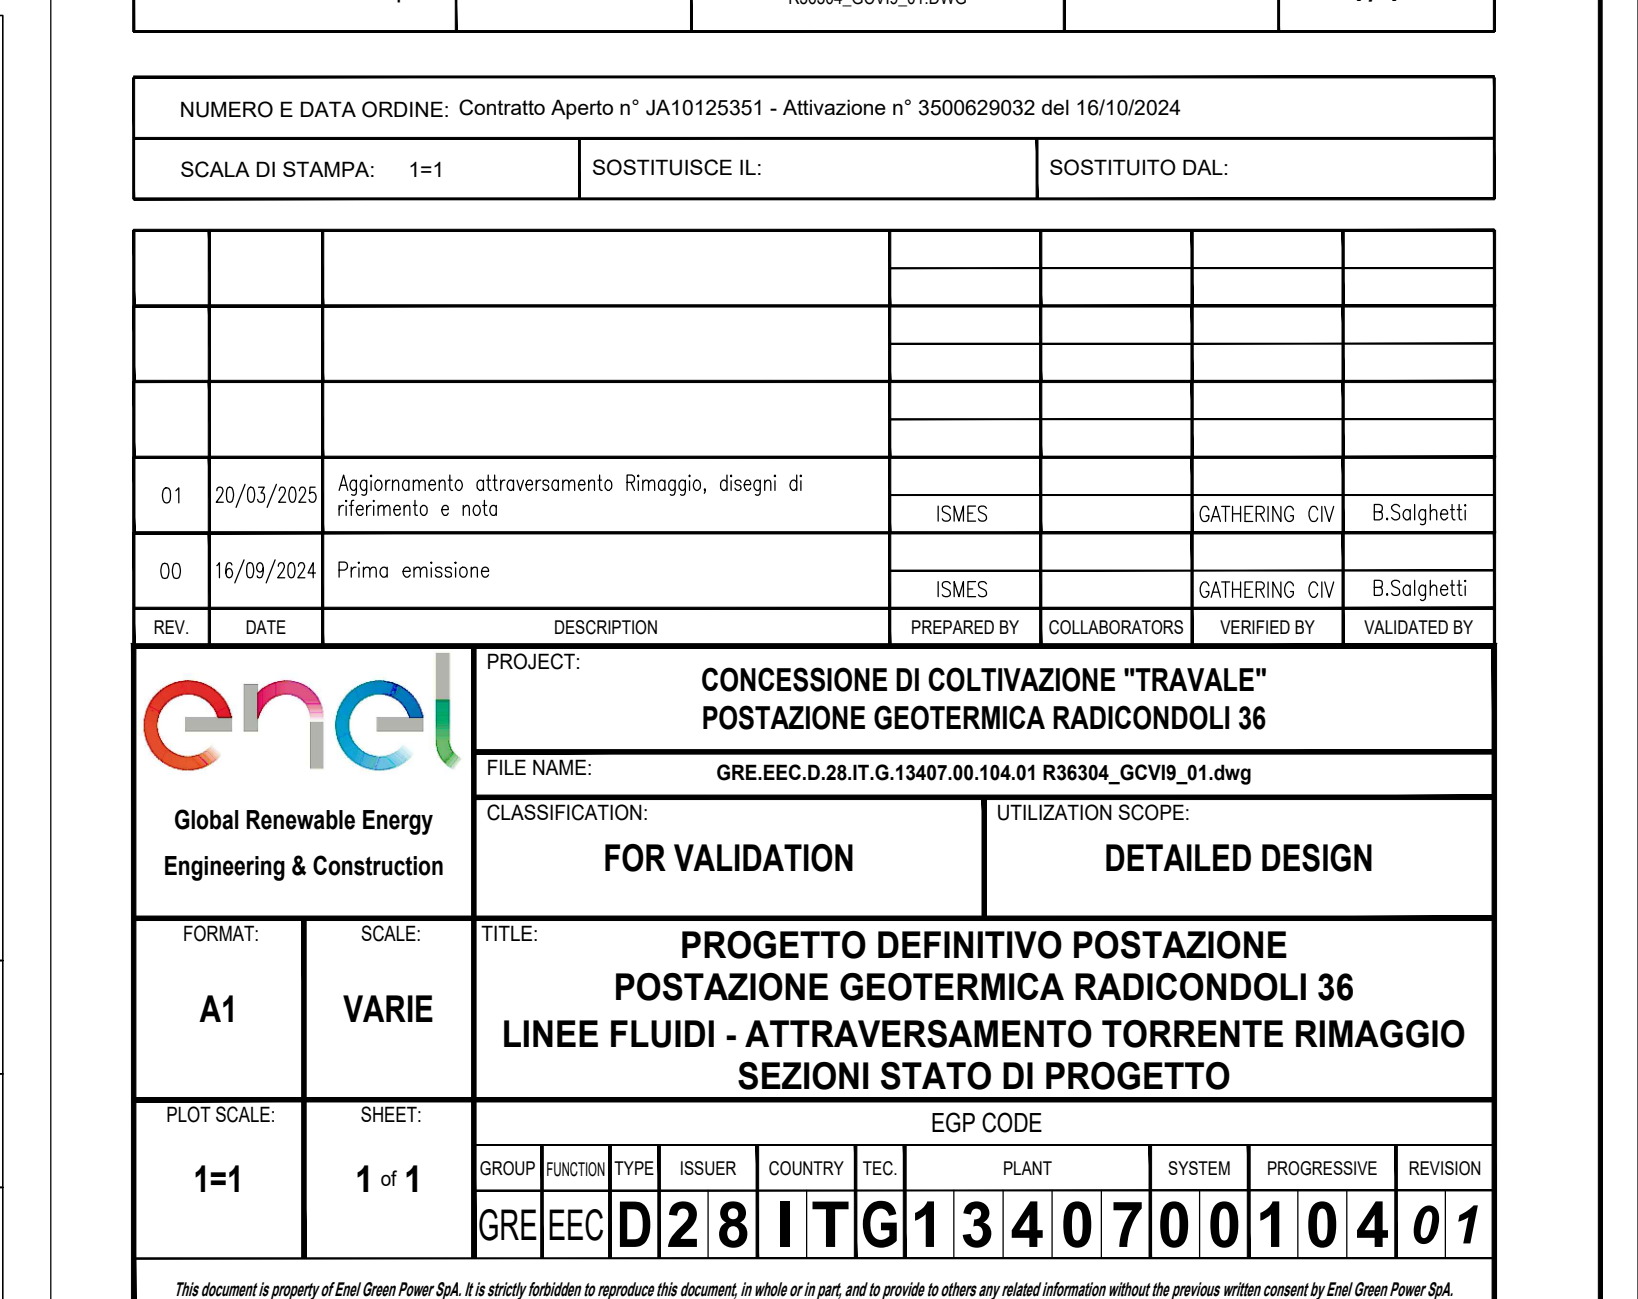 R36304_GCVI9_01.DWG
NUMERO E DATA ORDINE: Contratto Aperto n° JA10125351 - Attivazione n° 3500629032 del 16/10/2024
SCALA DI STAMPA: 1=1 SOSTITUISCE IL: SOSTITUITO DAL:
01 20/03/2025 Aggiornamento attraversamento Rimaggio, disegni di
riferimento e nota
ISMES GATHERING CIV B.Salghetti
00 16/09/2024 Prima emissione
ISMES GATHERING CIV B.Salghetti
REV. DATE DESCRIPTION PREPARED BY COLLABORATORS VERIFIED BY VALIDATED BY
enel
Global Renewable Energy
Engineering & Construction
PROJECT:
CONCESSIONE DI COLTIVAZIONE "TRAVALE"
POSTAZIONE GEOTERMICA RADICONDOLI 36
FILE NAME: GRE.EEC.D.28.IT.G.13407.00.104.01 R36304_GCVI9_01.dwg
CLASSIFICATION:
FOR VALIDATION
UTILIZATION SCOPE:
DETAILED DESIGN
FORMAT:
A1
SCALE:
VARIE
TITLE:
PROGETTO DEFINITIVO POSTAZIONE
POSTAZIONE GEOTERMICA RADICONDOLI 36
LINEE FLUIDI - ATTRAVERSAMENTO TORRENTE RIMAGGIO
SEZIONI STATO DI PROGETTO
PLOT SCALE:
1=1
SHEET:
1 of 1
EGP CODE
GROUP FUNCTION TYPE ISSUER COUNTRY TEC. PLANT SYSTEM PROGRESSIVE REVISION
GRE EEC D 2 8 I T G 1 3 4 0 7 0 0 1 0 4 0 1
This document is property of Enel Green Power SpA. It is strictly forbidden to reproduce this document, in whole or in part, and to provide to others any related information without the previous written consent by Enel Green Power SpA.